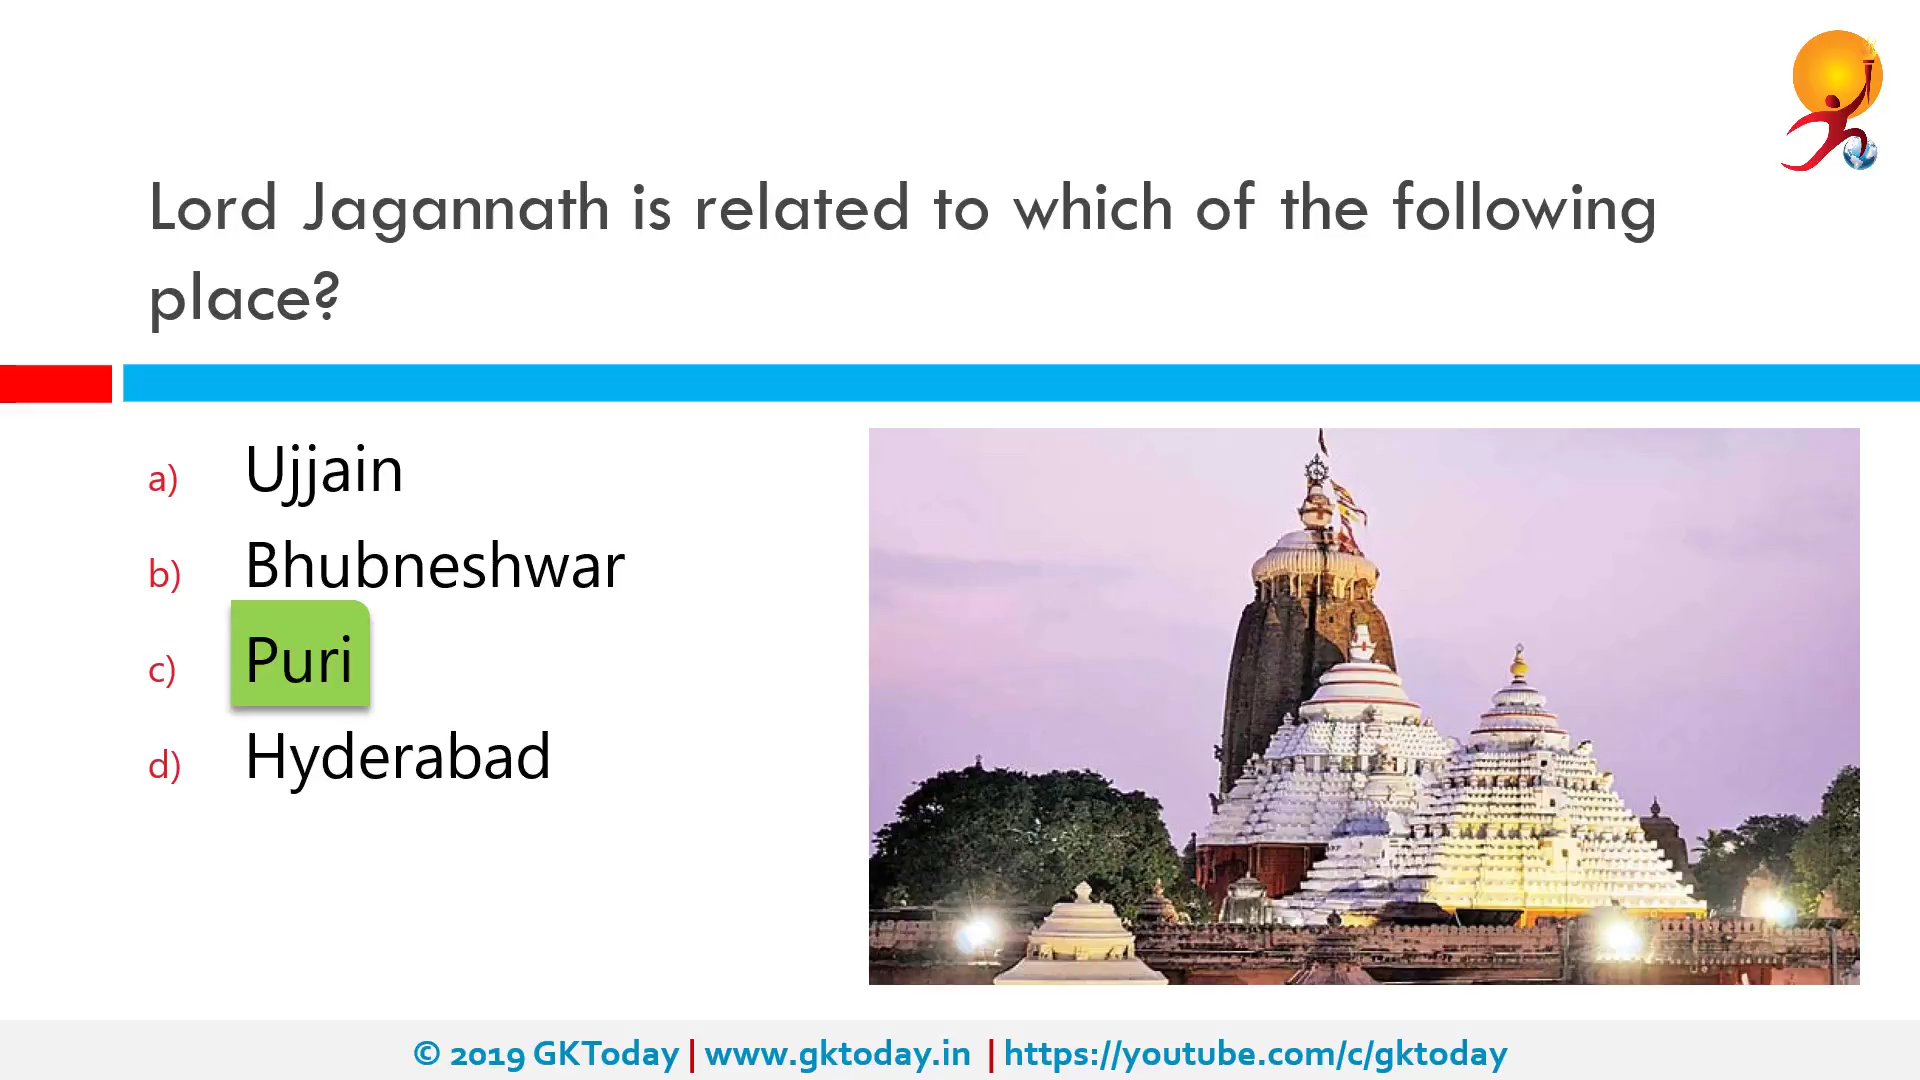 Lord Jagannath is related to which of the following
place?
a) Ujjain
b) Bhubneshwar
c) Puri
d) Hyderabad
© 2019 GKToday | www.gktoday.in | https://youtube.com/c/gktoday